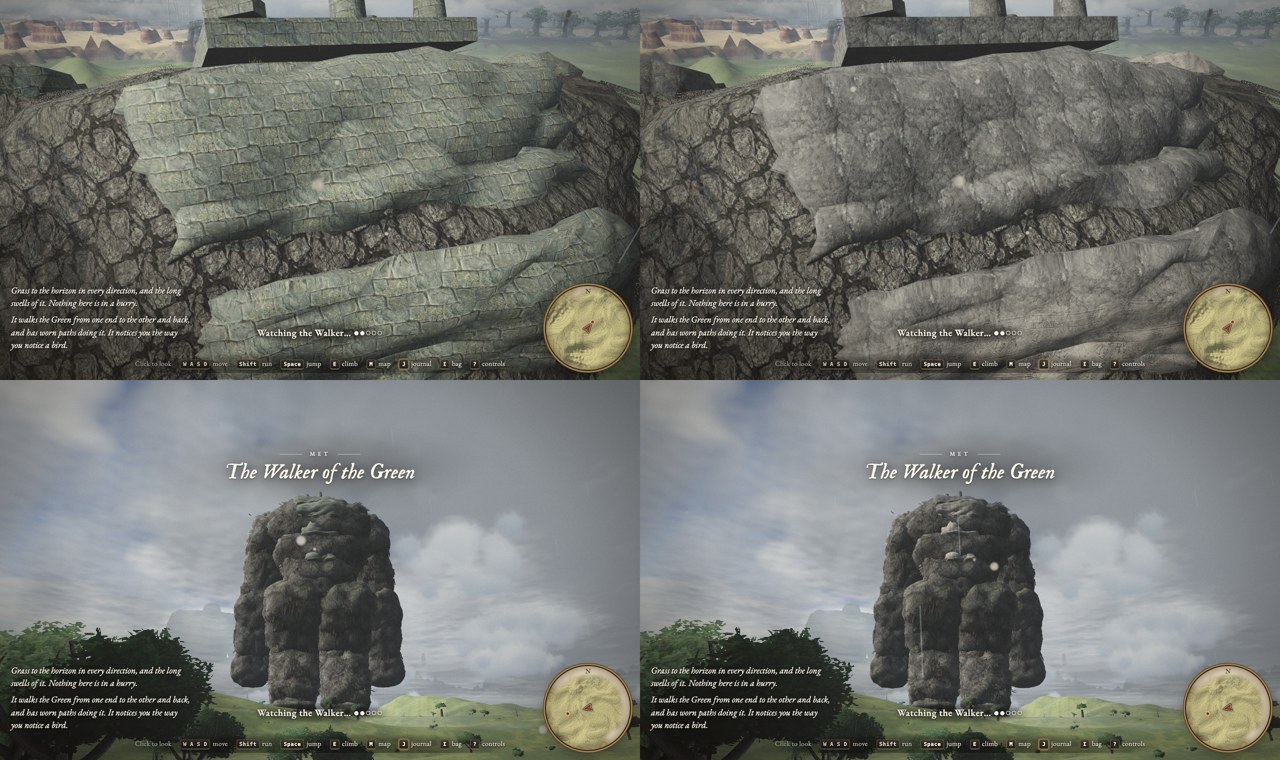 Grass to the horizon in every direction, and the long
swells of it. Nothing here is in a hurry.
It walks the Green from one end to the other and back,
and has worn paths doing it. It notices you the way
you notice a bird.
Watching the Walker...
N
Click to look W A S D move Shift run Space jump E climb M map J journal I bag ? controls
Grass to the horizon in every direction, and the long
swells of it. Nothing here is in a hurry.
It walks the Green from one end to the other and back,
and has worn paths doing it. It notices you the way
you notice a bird.
Watching the Walker...
N
Click to look W A S D move Shift run Space jump E climb M map J journal I bag ? controls
MET
The Walker of the Green
Grass to the horizon in every direction, and the long
swells of it. Nothing here is in a hurry.
It walks the Green from one end to the other and back,
and has worn paths doing it. It notices you the way
you notice a bird.
Watching the Walker...
N
Click to look W A S D move Shift run Space jump E climb M map J journal I bag ? controls
MET
The Walker of the Green
Grass to the horizon in every direction, and the long
swells of it. Nothing here is in a hurry.
It walks the Green from one end to the other and back,
and has worn paths doing it. It notices you the way
you notice a bird.
Watching the Walker...
N
Click to look W A S D move Shift run Space jump E climb M map J journal I bag ? controls